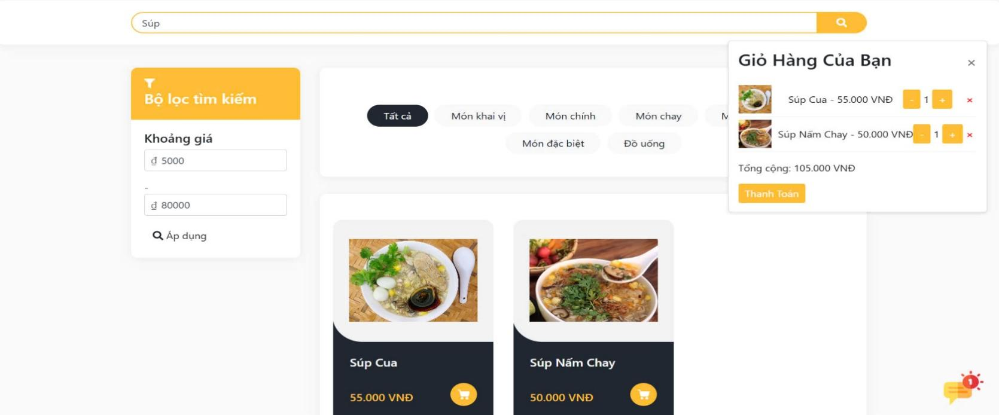 Súp
Giỏ Hàng Của Bạn
×
Súp Cua - 55.000 VNĐ - 1 + ×
Súp Nấm Chay - 50.000 VNĐ - 1 + ×
Tổng cộng: 105.000 VNĐ
Thanh Toán
Bộ lọc tìm kiếm
Khoảng giá
₫ 5000
-
₫ 80000
Áp dụng
Tất cả Món khai vị Món chính Món chay
Món đặc biệt Đồ uống
Súp Cua
55.000 VNĐ
Súp Nấm Chay
50.000 VNĐ
1